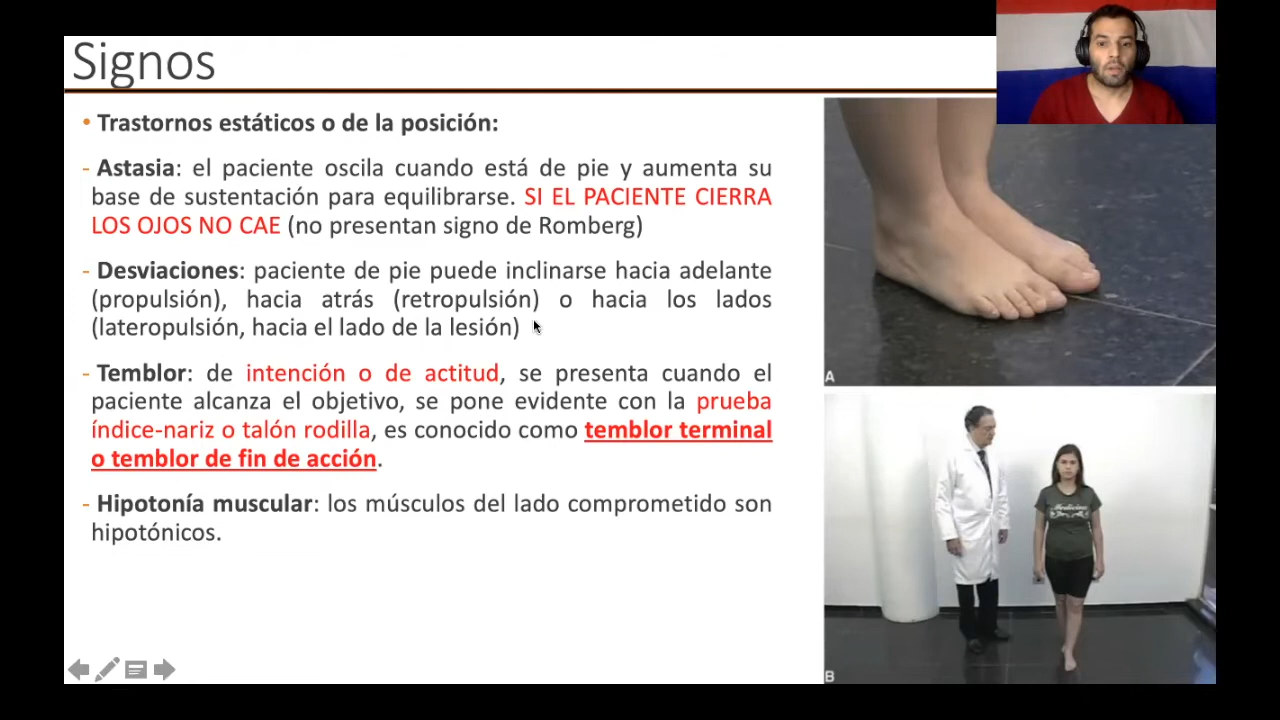 Signos
• Trastornos estáticos o de la posición:
- Astasia: el paciente oscila cuando está de pie y aumenta su
base de sustentación para equilibrarse. SI EL PACIENTE CIERRA
LOS OJOS NO CAE (no presentan signo de Romberg)
- Desviaciones: paciente de pie puede inclinarse hacia adelante
(propulsión), hacia atrás (retropulsión) o hacia los lados
(lateropulsión, hacia el lado de la lesión)
- Temblor: de intención o de actitud, se presenta cuando el
paciente alcanza el objetivo, se pone evidente con la prueba
índice-nariz o talón rodilla, es conocido como temblor terminal
o temblor de fin de acción.
- Hipotonía muscular: los músculos del lado comprometido son
hipotónicos.
A
Medicina
B